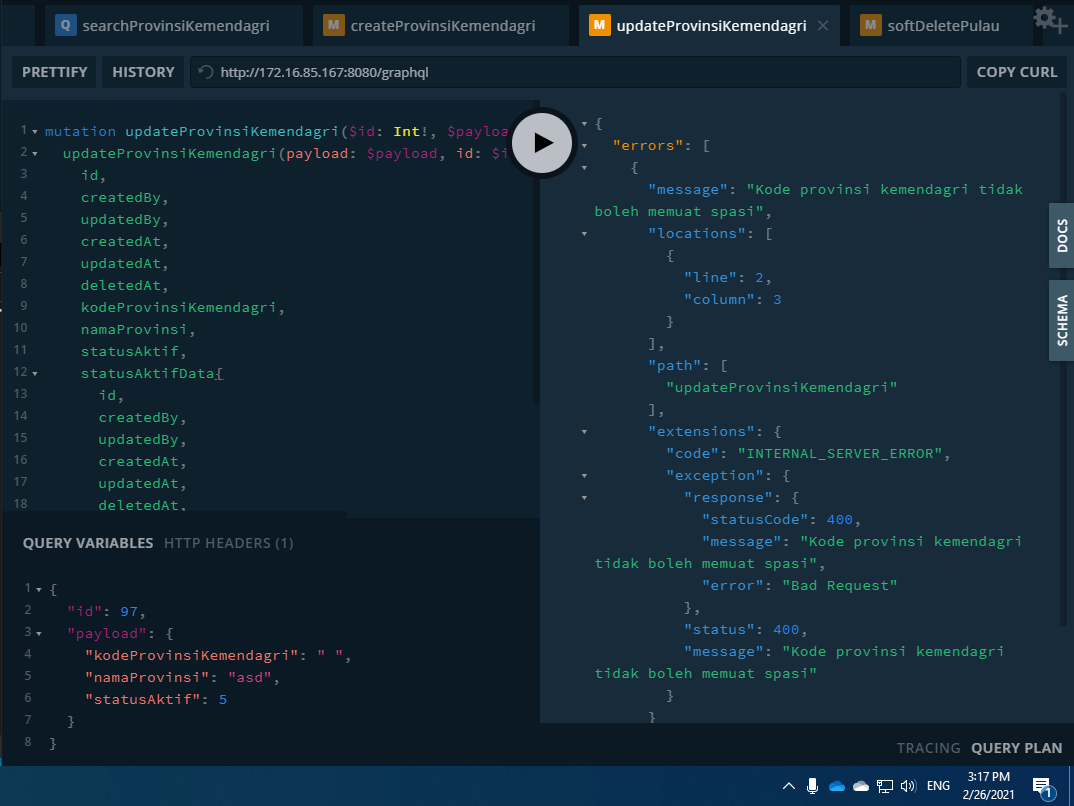 searchProvinsiKemendagri
createProvinsiKemendagri
updateProvinsiKemendagri
softDeletePulau
PRETTIFY
HISTORY
http://172.16.85.167:8080/graphql
COPY CURL
1 mutation updateProvinsiKemendagri($id: Int!, $payloa
2 updateProvinsiKemendagri(payload: $payload, id: $i
3 id,
4 createdBy,
5 updatedBy,
6 createdAt,
7 updatedAt,
8 deletedAt,
9 kodeProvinsiKemendagri,
10 namaProvinsi,
11 statusAktif,
12 statusAktifData{
13 id,
14 createdBy,
15 updatedBy,
16 createdAt,
17 updatedAt,
18 deletedAt,
QUERY VARIABLES HTTP HEADERS (1)
1 {
2 "id": 97,
3 "payload": {
4 "kodeProvinsiKemendagri": " ",
5 "namaProvinsi": "asd",
6 "statusAktif": 5
7 }
8 }
{
"errors": [
{
"message": "Kode provinsi kemendagri tidak
boleh memuat spasi",
"locations": [
{
"line": 2,
"column": 3
}
],
"path": [
"updateProvinsiKemendagri"
],
"extensions": {
"code": "INTERNAL_SERVER_ERROR",
"exception": {
"response": {
"statusCode": 400,
"message": "Kode provinsi kemendagri
tidak boleh memuat spasi",
"error": "Bad Request"
},
"status": 400,
"message": "Kode provinsi kemendagri
tidak boleh memuat spasi"
}
}
DOCS
SCHEMA
TRACING QUERY PLAN
ENG
3:17 PM
2/26/2021
1